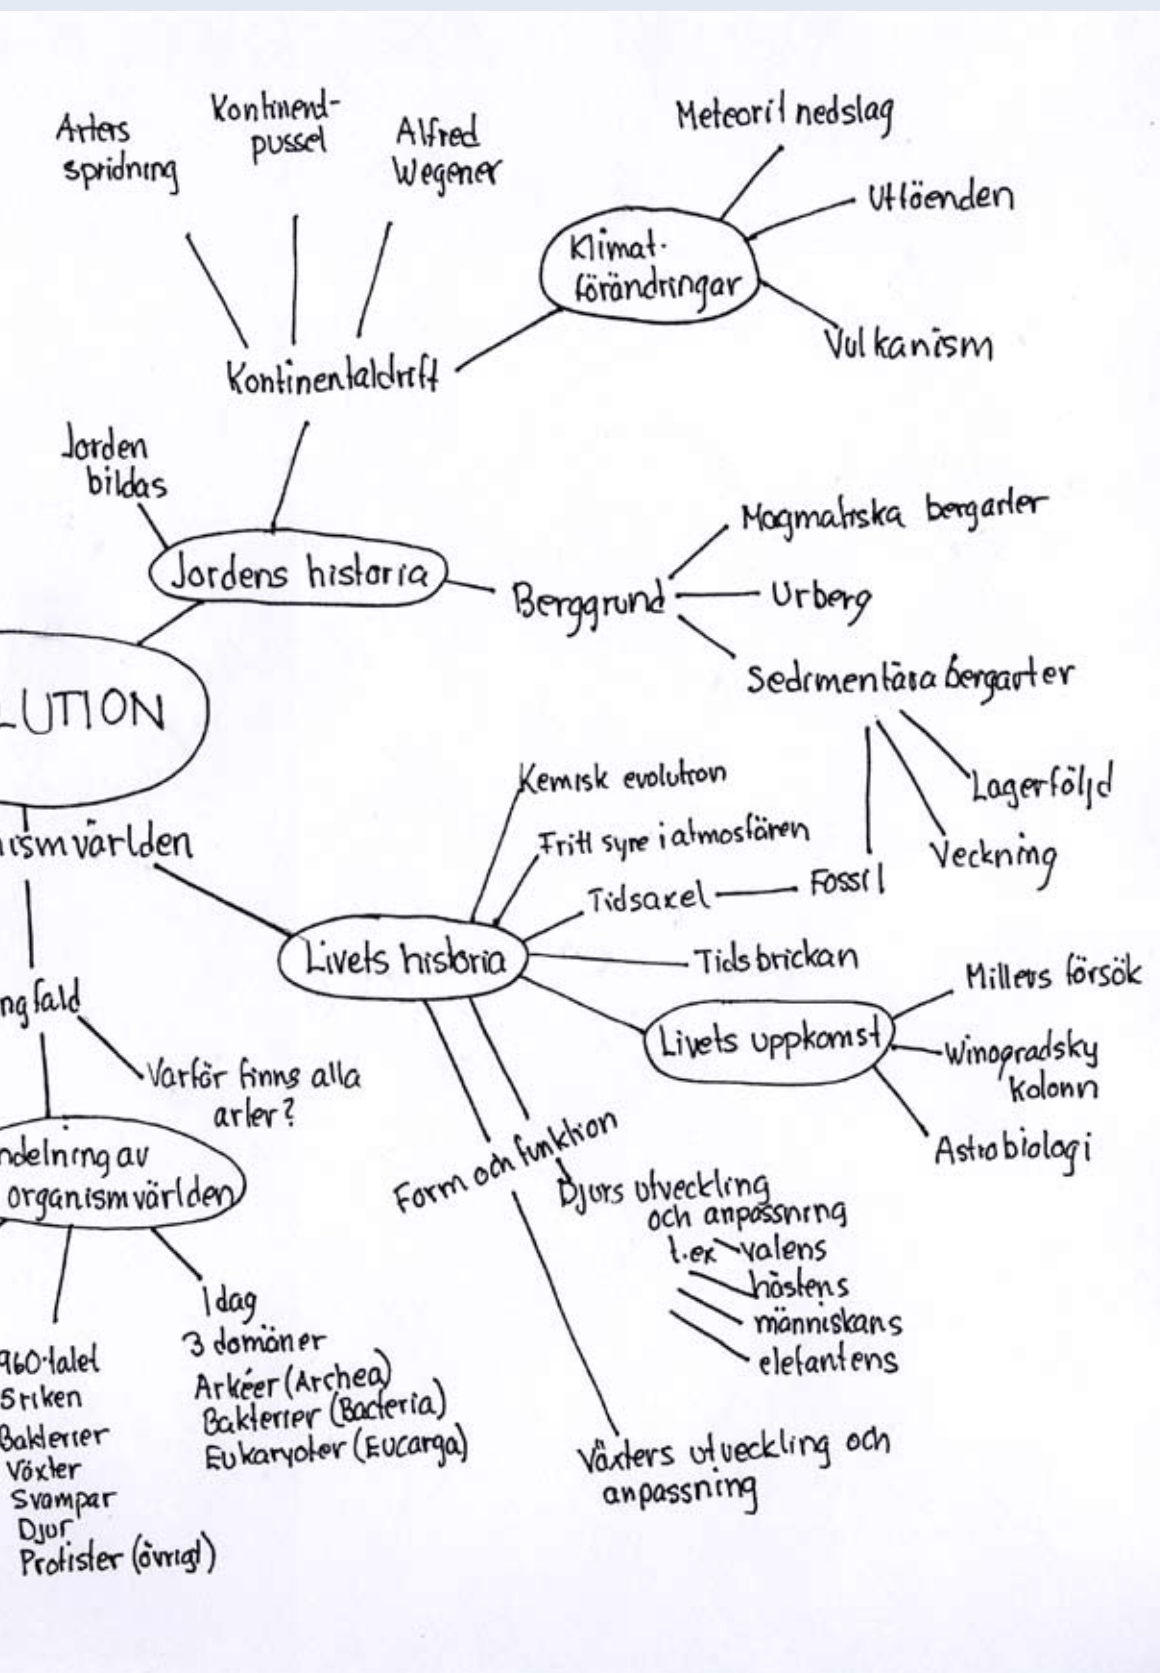 Arters
spridning
Kontinent-
pussel
Alfred
Wegener
Meteorit nedslag
Utdöenden
Klimat-
förändringar
Vulkanism
Kontinentaldrift
Jorden
bildas
Jordens historia
Berggrund
Magmatiska bergarter
Urberg
Sedimentära bergarter
Lagerföljd
Veckning
Fossil
LUTION
nismvärlden
Kemisk evolution
Fritt syre i atmosfären
Tidsaxel
Livets historia
Tidsbrickan
Livets uppkomst
Millers försök
Winogradsky
kolonn
Astrobiologi
ngfald
Varför finns alla
arter?
ndelning av
organismvärlden
Form och funktion
Djurs utveckling
och anpassning
t.ex valens
hästens
människans
elefantens
Växters utveckling och
anpassning
960-talet
5 riken
Bakterier
Växter
Svampar
Djur
Protister (övrigt)
idag
3 domäner
Arkéer (Archea)
Bakterier (Bacteria)
Eukaryoter (Eucarya)